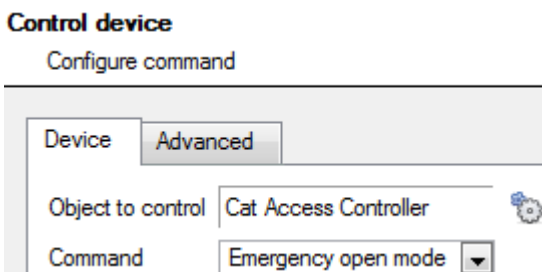 Control device
Configure command
Device Advanced
Object to control Cat Access Controller
Command Emergency open mode